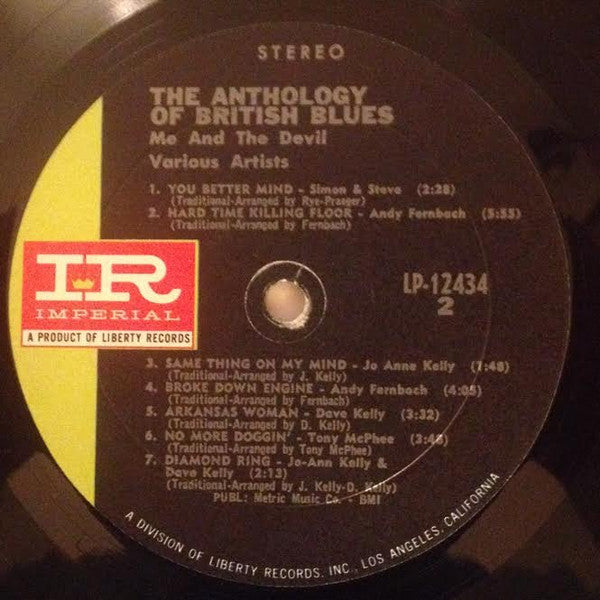 STEREO
THE ANTHOLOGY
OF BRITISH BLUES
Me And The Devil
Various Artists
1. YOU BETTER MIND - Simon & Steve (2:28)
(Traditional-Arranged by Rye-Praeger)
2. HARD TIME KILLING FLOOR - Andy Fernbach (5:55)
(Traditional-Arranged by Fernbach)
IR
IMPERIAL
A PRODUCT OF LIBERTY RECORDS
LP-12434
2
3. SAME THING ON MY MIND - Jo Anne Kelly (7:48)
(Traditional-Arranged by J. Kelly)
4. BROKE DOWN ENGINE - Andy Fernbach (4:05)
(Traditional-Arranged by Fernbach)
5. ARKANSAS WOMAN - Dave Kelly (3:32)
(Traditional-Arranged by D. Kelly)
6. NO MORE DOGGIN' - Tony McPhee
(Traditional-Arranged by Tony McPhee)
7. DIAMOND RING - Jo-Ann Kelly &
Dave Kelly (2:13)
(Traditional-Arranged by J. Kelly-D. Kelly)
PUBL: Metric Music Co. - BMI
A DIVISION OF LIBERTY RECORDS, INC., LOS ANGELES, CALIFORNIA